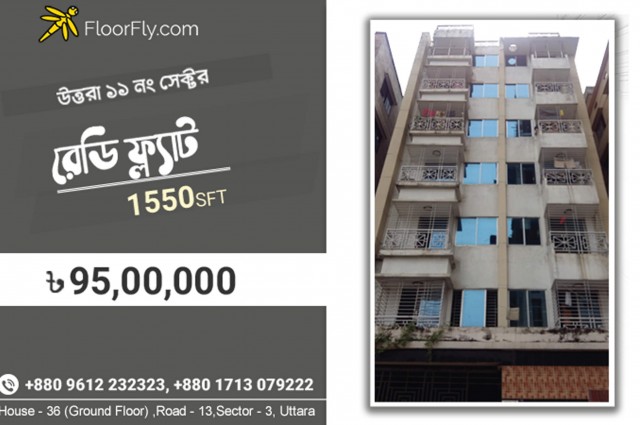 FloorFly.com
উত্তরা ১১ নং সেক্টর
রেডি ফ্ল্যাট
1550SFT
৳ 95,00,000
+880 9612 232323, +880 1713 079222
House - 36 (Ground Floor) ,Road - 13,Sector - 3, Uttara